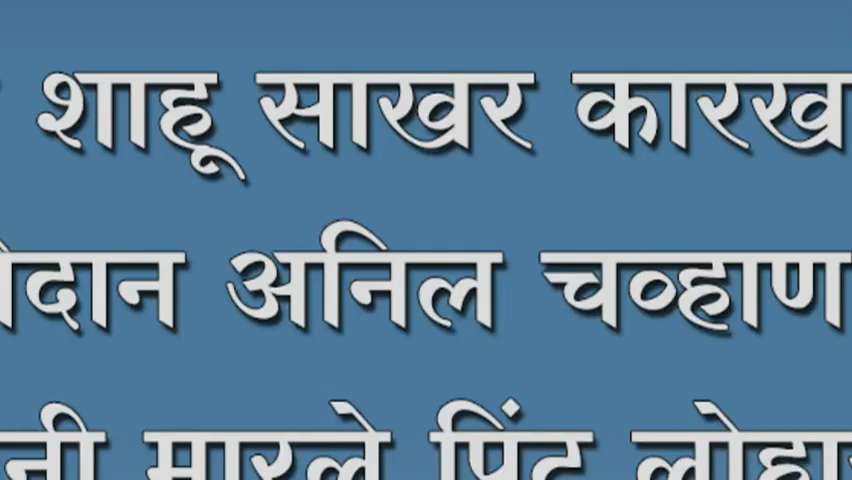 शाहू साखर कारख
दान अनिल चव्हाण
नी मारले पिंटू लोहार